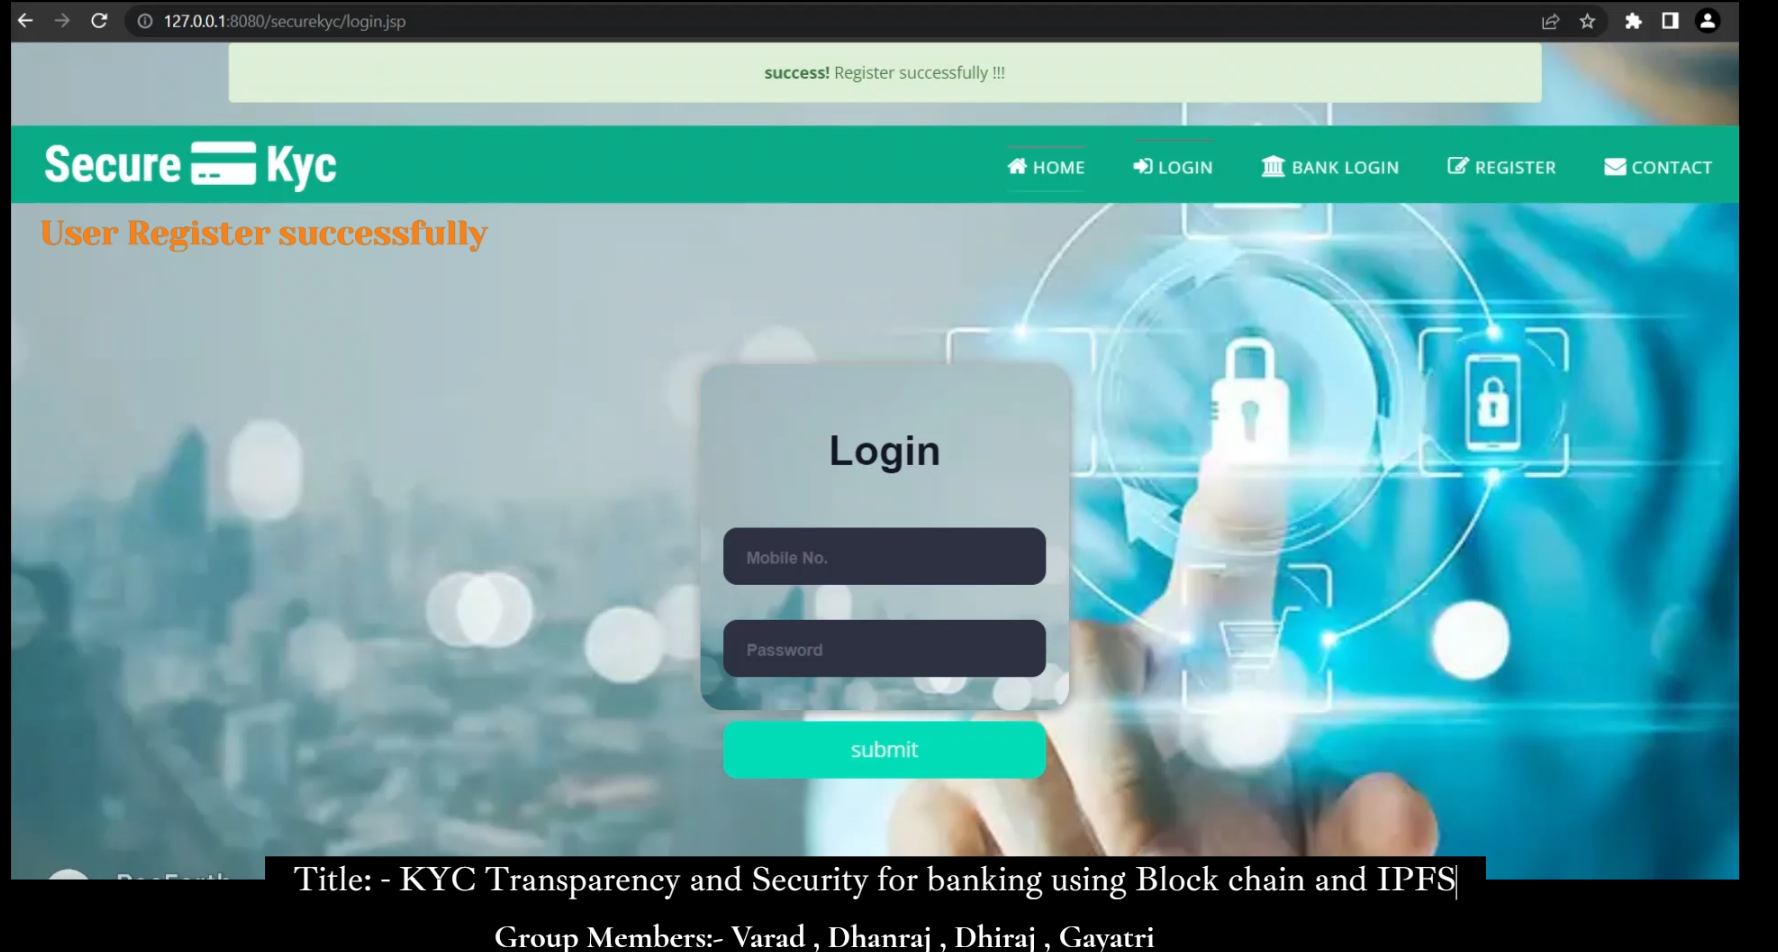 127.0.0.1:8080/securekyc/login.jsp
success! Register successfully !!!
Secure Kyc
HOME LOGIN BANK LOGIN REGISTER CONTACT
User Register successfully
Login
Mobile No.
Password
submit
Title: - KYC Transparency and Security for banking using Block chain and IPFS
Group Members:- Varad , Dhanraj , Dhiraj , Gayatri